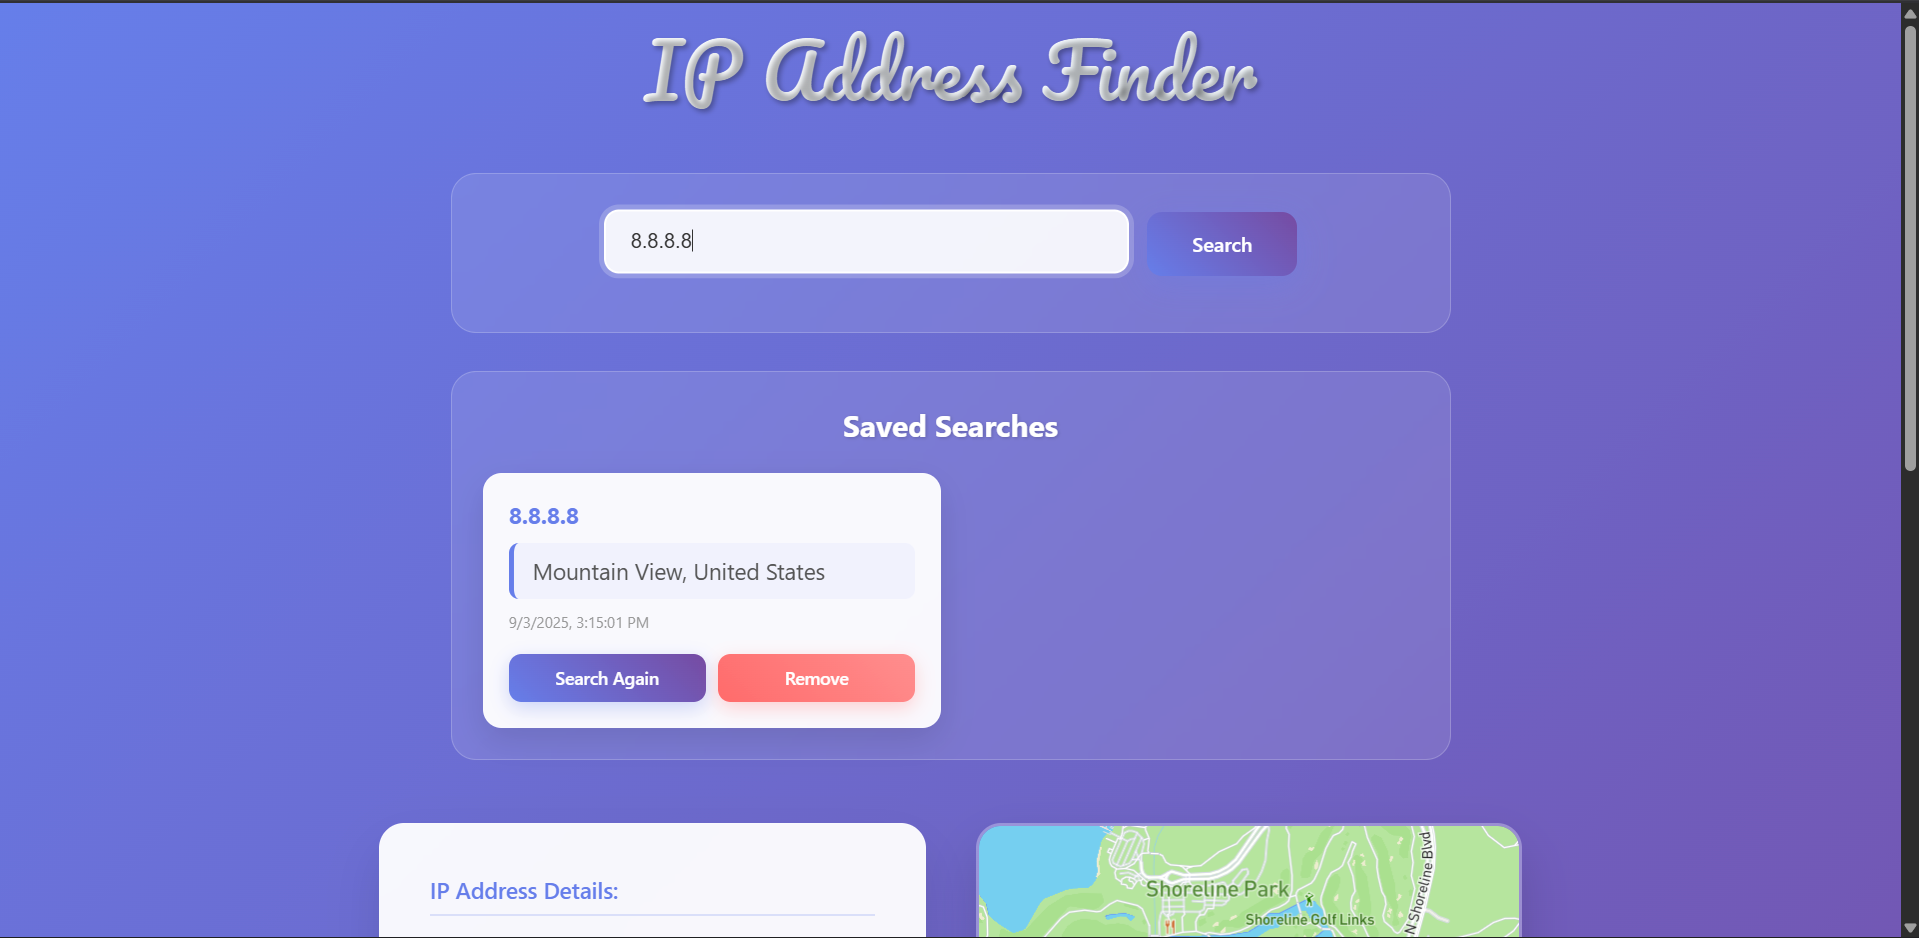 IP Address Finder
8.8.8.8
Search
Saved Searches
8.8.8.8
Mountain View, United States
9/3/2025, 3:15:01 PM
Search Again
Remove
IP Address Details:
Shoreline Park
Shoreline Golf Links
N Shoreline Blvd